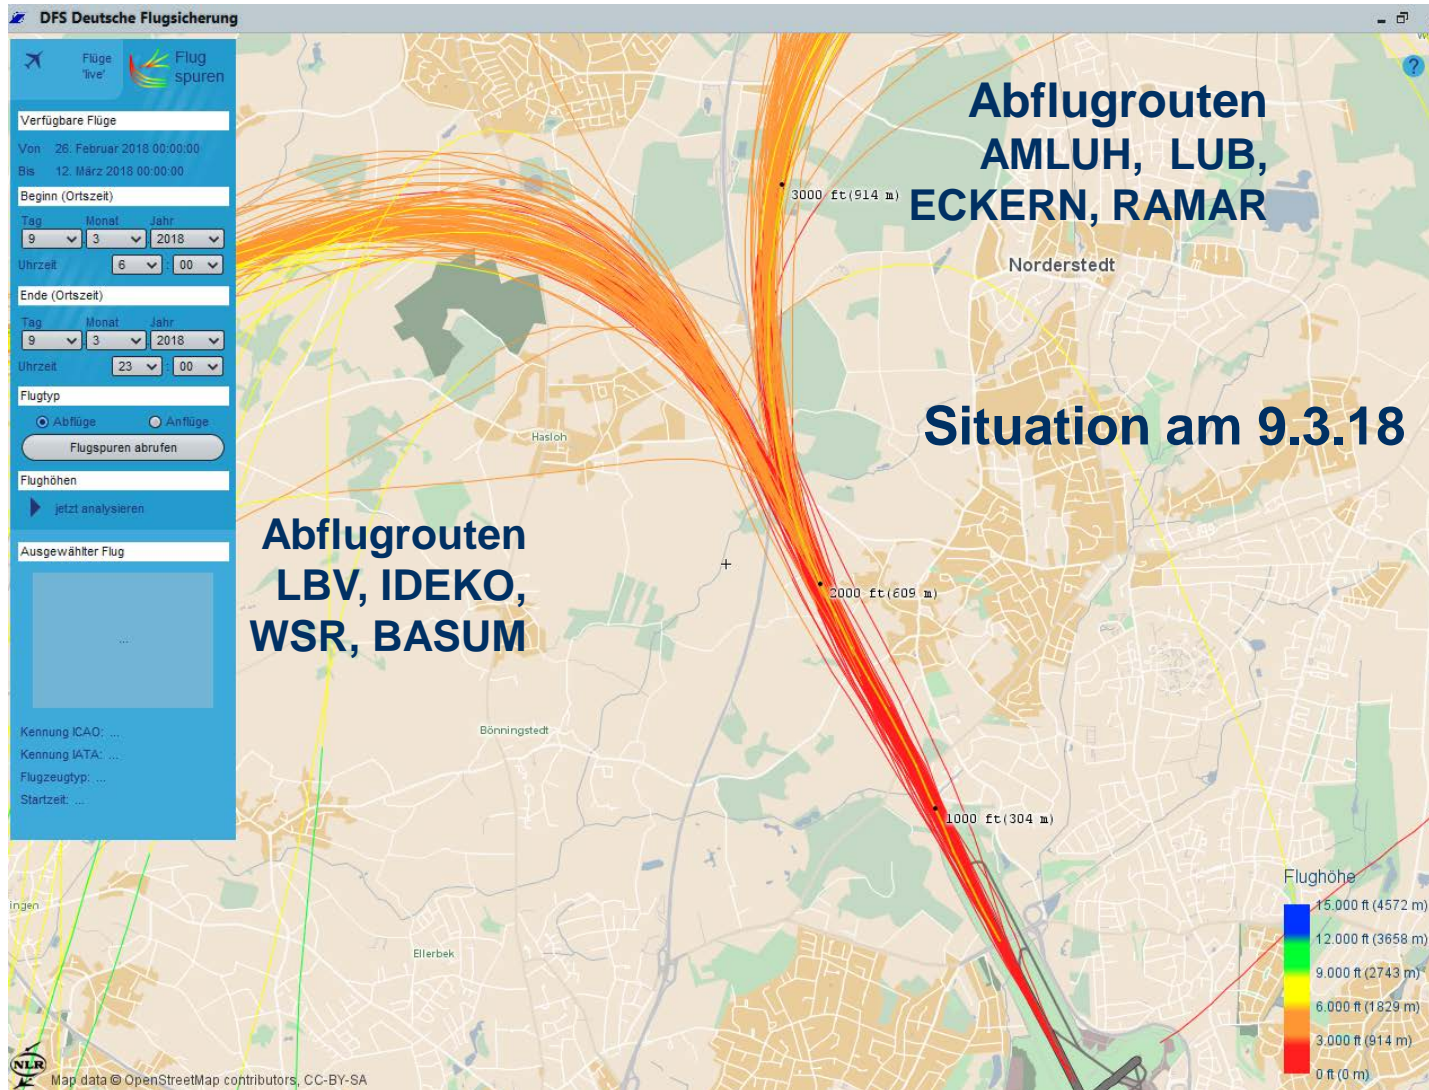 DFS Deutsche Flugsicherung
Flüge
'live'
Flug
spuren
Verfügbare Flüge
Von 26. Februar 2018 00:00:00
Bis 12. März 2018 00:00:00
Beginn (Ortszeit)
Tag Monat Jahr
9 3 2018
Uhrzeit 6 : 00
Ende (Ortszeit)
Tag Monat Jahr
9 3 2018
Uhrzeit 23 : 00
Flugtyp
Abflüge Anflüge
Flugspuren abrufen
Flughöhen
jetzt analysieren
Ausgewählter Flug
...
Kennung ICAO: ...
Kennung IATA: ...
Flugzeugtyp: ...
Startzeit: ...
?
Abflugrouten
AMLUH, LUB,
ECKERN, RAMAR
3000 ft(914 m)
Norderstedt
Situation am 9.3.18
Hasloh
Abflugrouten
LBV, IDEKO,
WSR, BASUM
2000 ft(609 m)
Bönningstedt
1000 ft(304 m)
Ellerbek
ingen
Flughöhe
15.000 ft (4572 m)
12.000 ft (3658 m)
9.000 ft (2743 m)
6.000 ft (1829 m)
3.000 ft (914 m)
0 ft (0 m)
NLR
Map data © OpenStreetMap contributors, CC-BY-SA